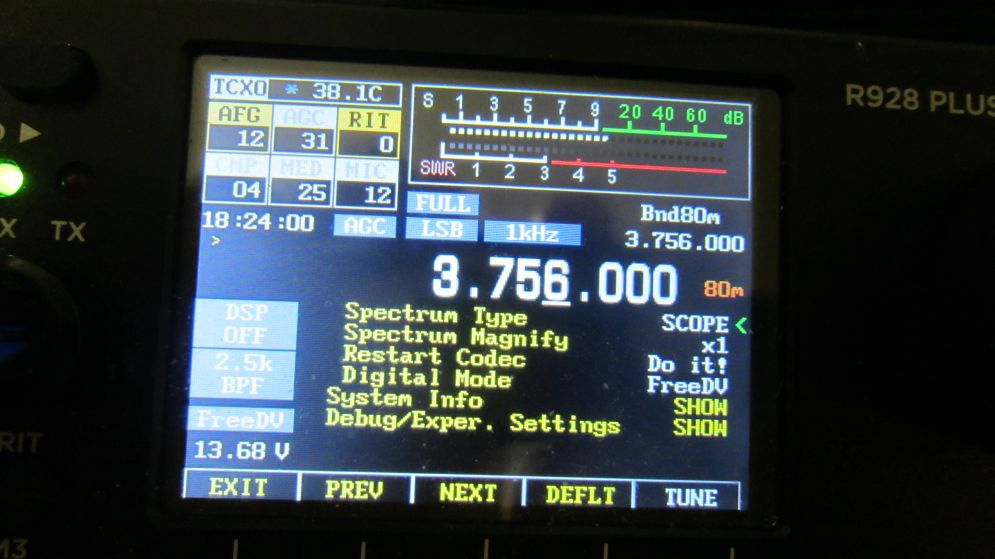 TCXO * 38.1C
AFG AGC RIT
12 31 0
CMP MED MIC
04 25 12
S 1 3 5 7 9 20 40 60 dB
SWR 1 2 3 4 5
R928 PLUS
X TX
18:24:00 AGC
>
FULL
LSB 1kHz
Bnd80m
3.756.000
3.756.000 80m
DSP
OFF
2.5k
BPF
FreeDV
13.68 V
Spectrum Type SCOPE <
Spectrum Magnify x1
Restart Codec Do it!
Digital Mode FreeDV
System Info SHOW
Debug/Exper. Settings SHOW
RIT
EXIT PREV NEXT DEFLT TUNE
M3